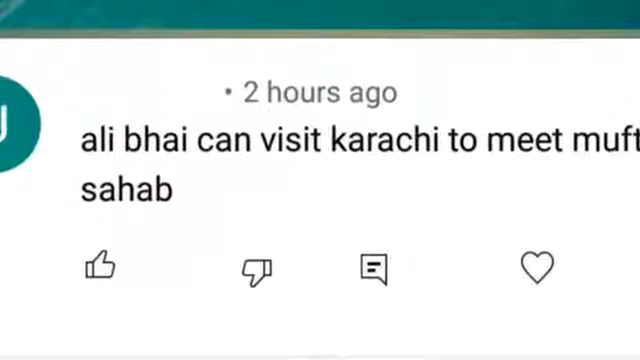 • 2 hours ago
ali bhai can visit karachi to meet muft
sahab